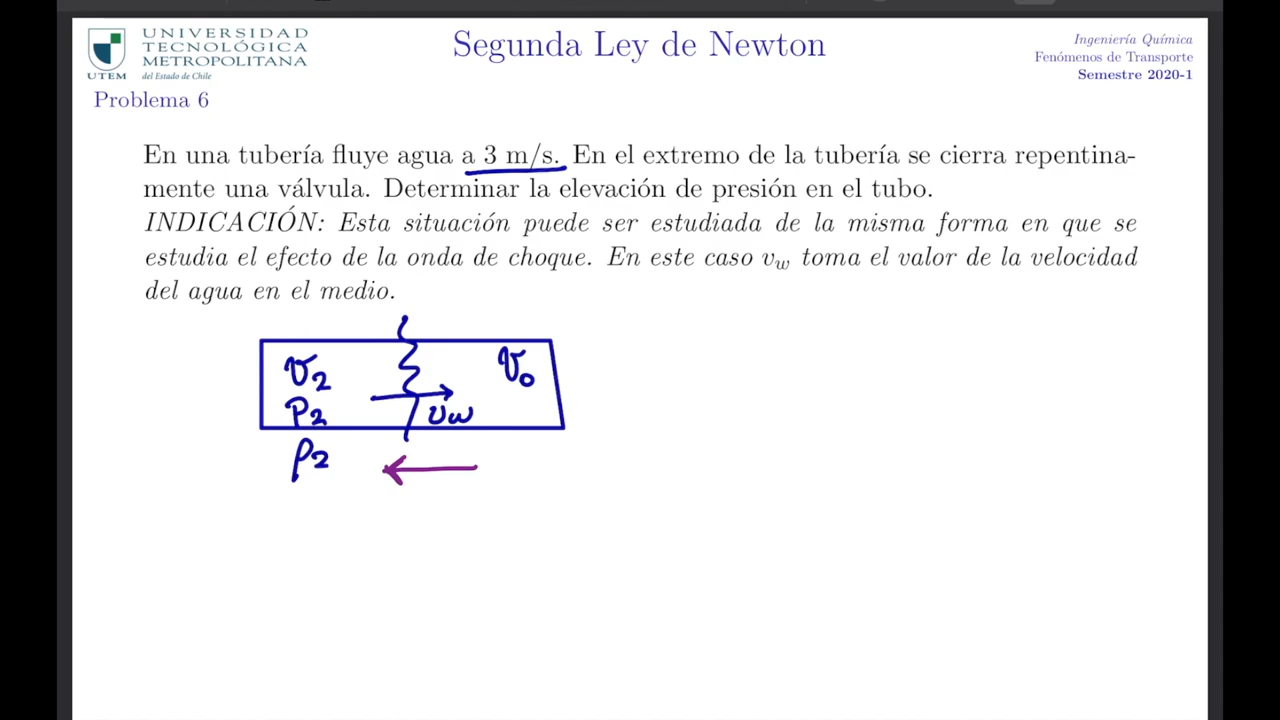 UNIVERSIDAD
TECNOLÓGICA
METROPOLITANA
del Estado de Chile
UTEM
Segunda Ley de Newton
Ingeniería Química
Fenómenos de Transporte
Semestre 2020-1
Problema 6
En una tubería fluye agua a 3 m/s. En el extremo de la tubería se cierra repentina-
mente una válvula. Determinar la elevación de presión en el tubo.
INDICACIÓN: Esta situación puede ser estudiada de la misma forma en que se
estudia el efecto de la onda de choque. En este caso v_w toma el valor de la velocidad
del agua en el medio.
v₂ v₀
P₂ v_w
ρ₂